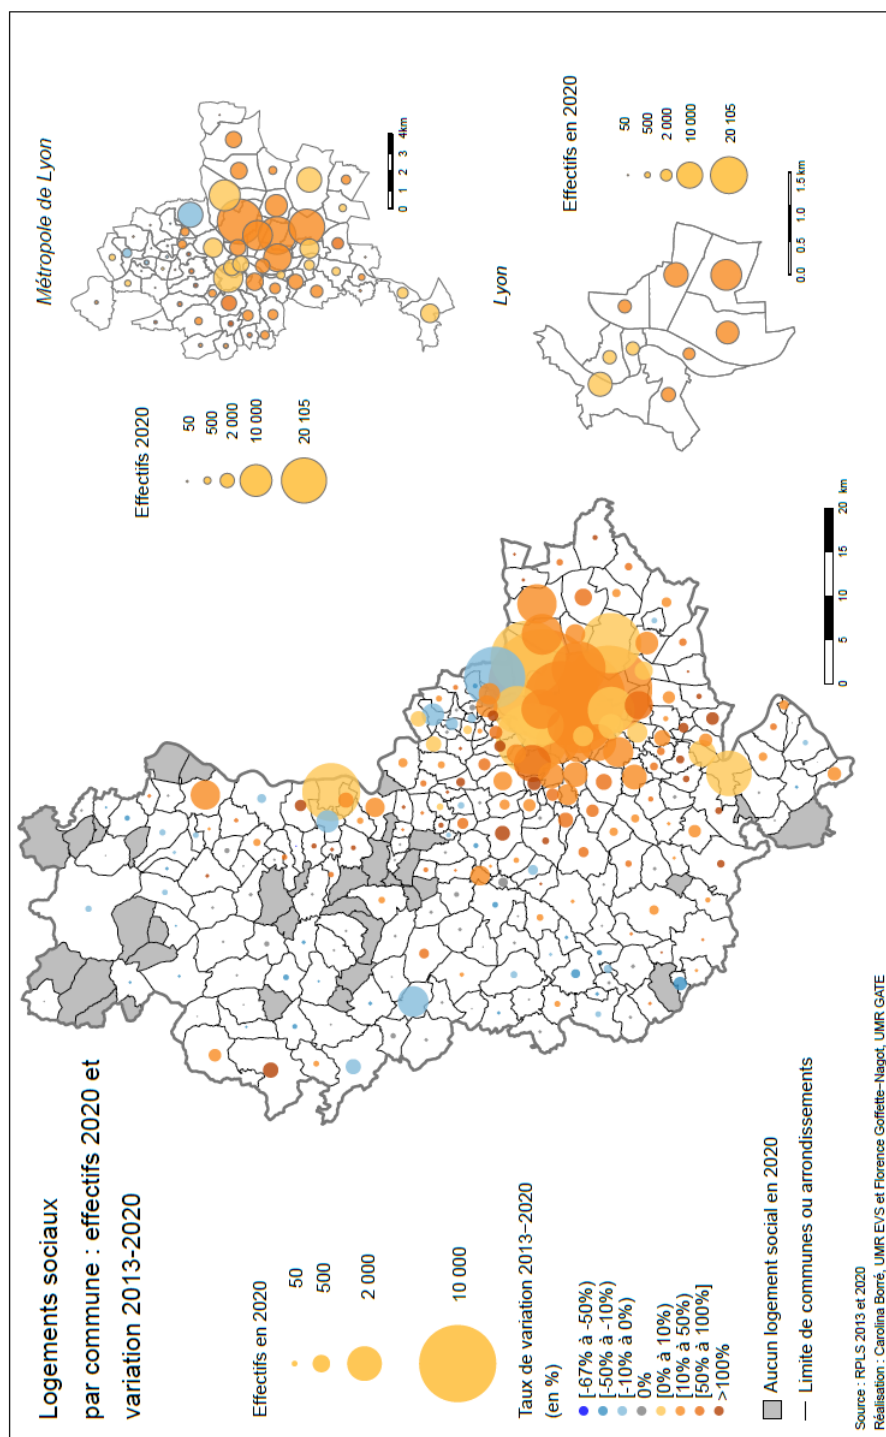 Logements sociaux
par commune : effectifs 2020 et
variation 2013-2020
Effectifs en 2020
50
500
2 000
10 000
Taux de variation 2013−2020
(en %)
[-67% à -50%)
[-50% à -10%)
[-10% à 0%)
0%
[0% à 10%)
[10% à 50%)
[50% à 100%]
>100%
Aucun logement social en 2020
Limite de communes ou arrondissements
Source : RPLS 2013 et 2020
Réalisation : Carolina Borré, UMR EVS et Florence Goffette−Nagot, UMR GATE
0 5 10 15 20 km
Métropole de Lyon
Effectifs 2020
50
500
2 000
10 000
20 105
0 1 2 3 4km
Lyon
Effectifs en 2020
50
500
2 000
10 000
20 105
0.0 0.5 1.0 1.5 km